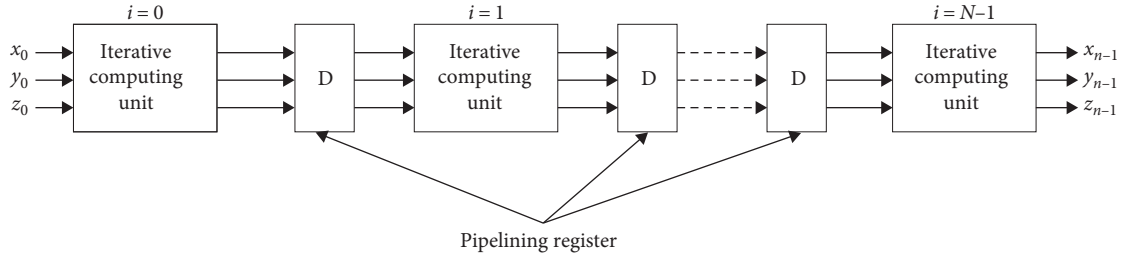 i = 0
i = 1
i = N–1
x₀
y₀
z₀
Iterative
computing
unit
D
Iterative
computing
unit
D
D
Iterative
computing
unit
xₙ₋₁
yₙ₋₁
zₙ₋₁
Pipelining register